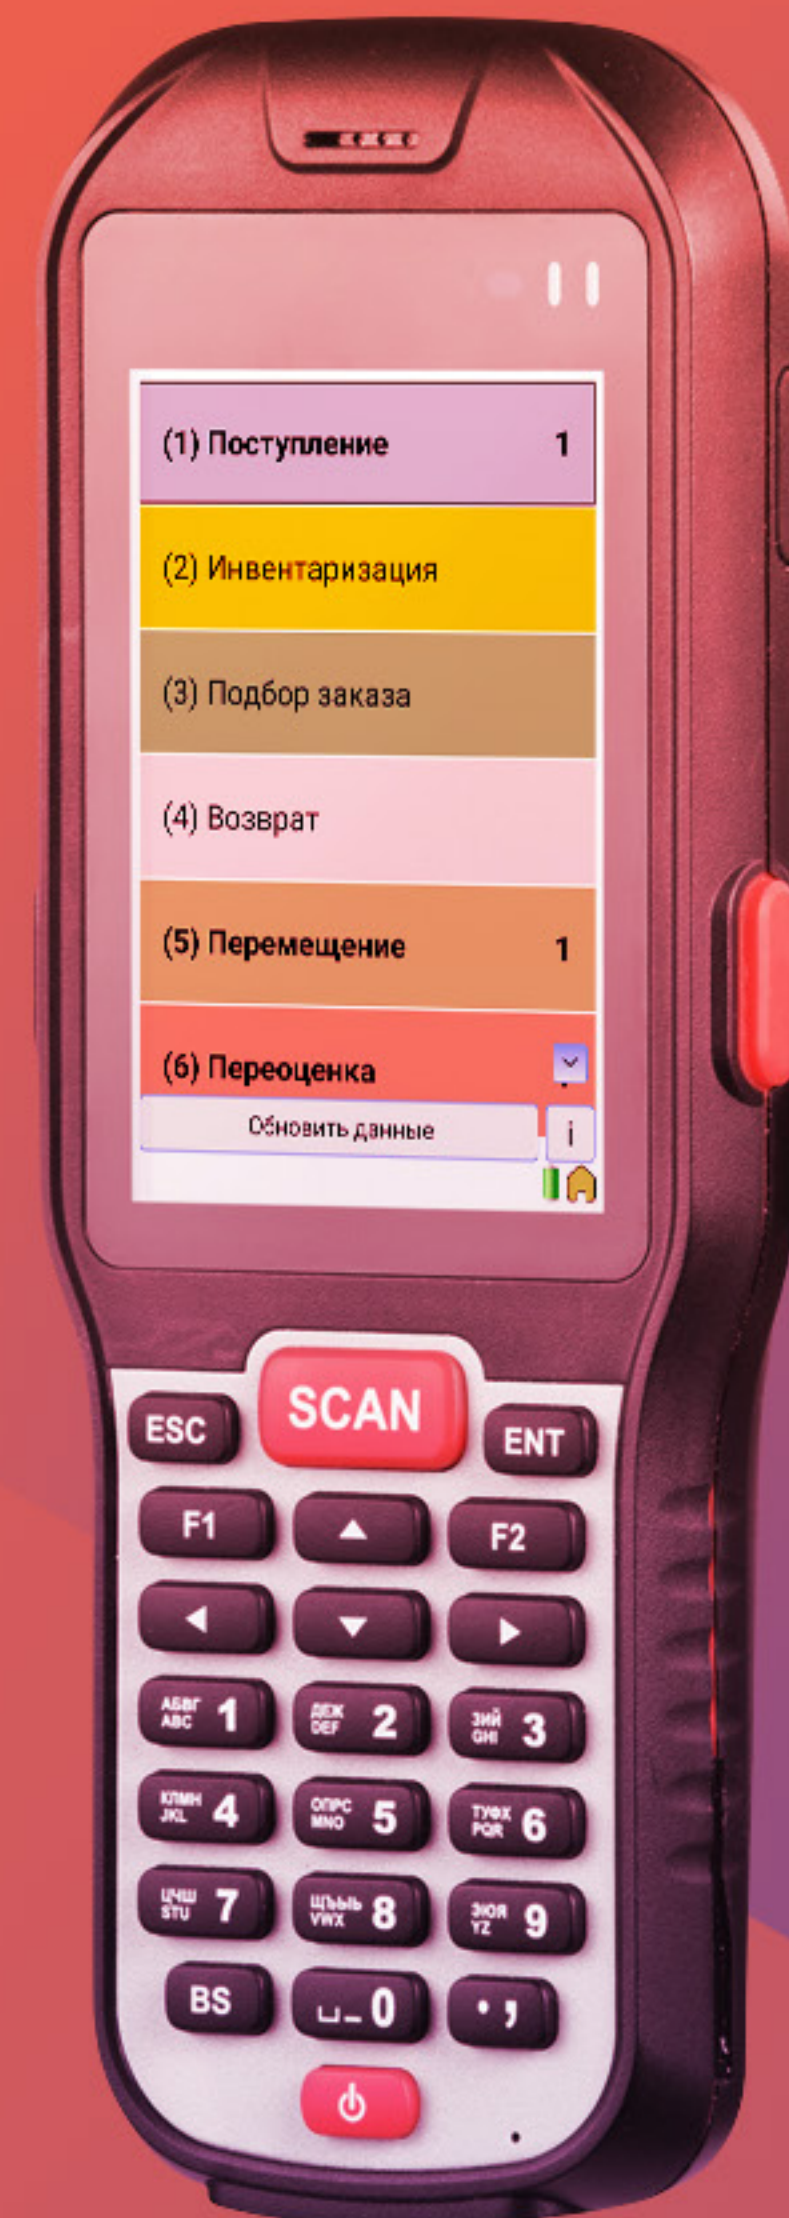 (1) Поступление 1
(2) Инвентаризация
(3) Подбор заказа
(4) Возврат
(5) Перемещение 1
(6) Переоценка
Обновить данные i
ESC SCAN ENT
F1 F2
АБВГ ABC 1 ДЕЖ DEF 2 ЗИЙ GHI 3
КЛМН JKL 4 ОПРС MNO 5 ТУФХ PQR 6
ЦЧШ STU 7 ЩЪЫЬ VWX 8 ЭЮЯ YZ 9
BS 0 . ,